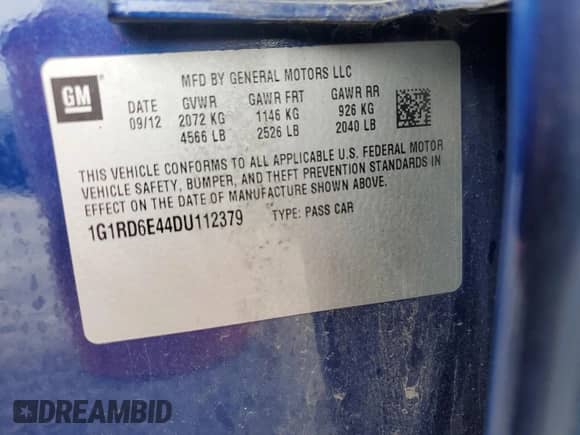 GM
MFD BY GENERAL MOTORS LLC
DATE GVWR GAWR FRT GAWR RR
09/12 2072 KG 1146 KG 926 KG
4566 LB 2526 LB 2040 LB
THIS VEHICLE CONFORMS TO ALL APPLICABLE U.S. FEDERAL MOTOR
VEHICLE SAFETY, BUMPER, AND THEFT PREVENTION STANDARDS IN
EFFECT ON THE DATE OF MANUFACTURE SHOWN ABOVE.
1G1RD6E44DU112379 TYPE: PASS CAR
DREAMBID